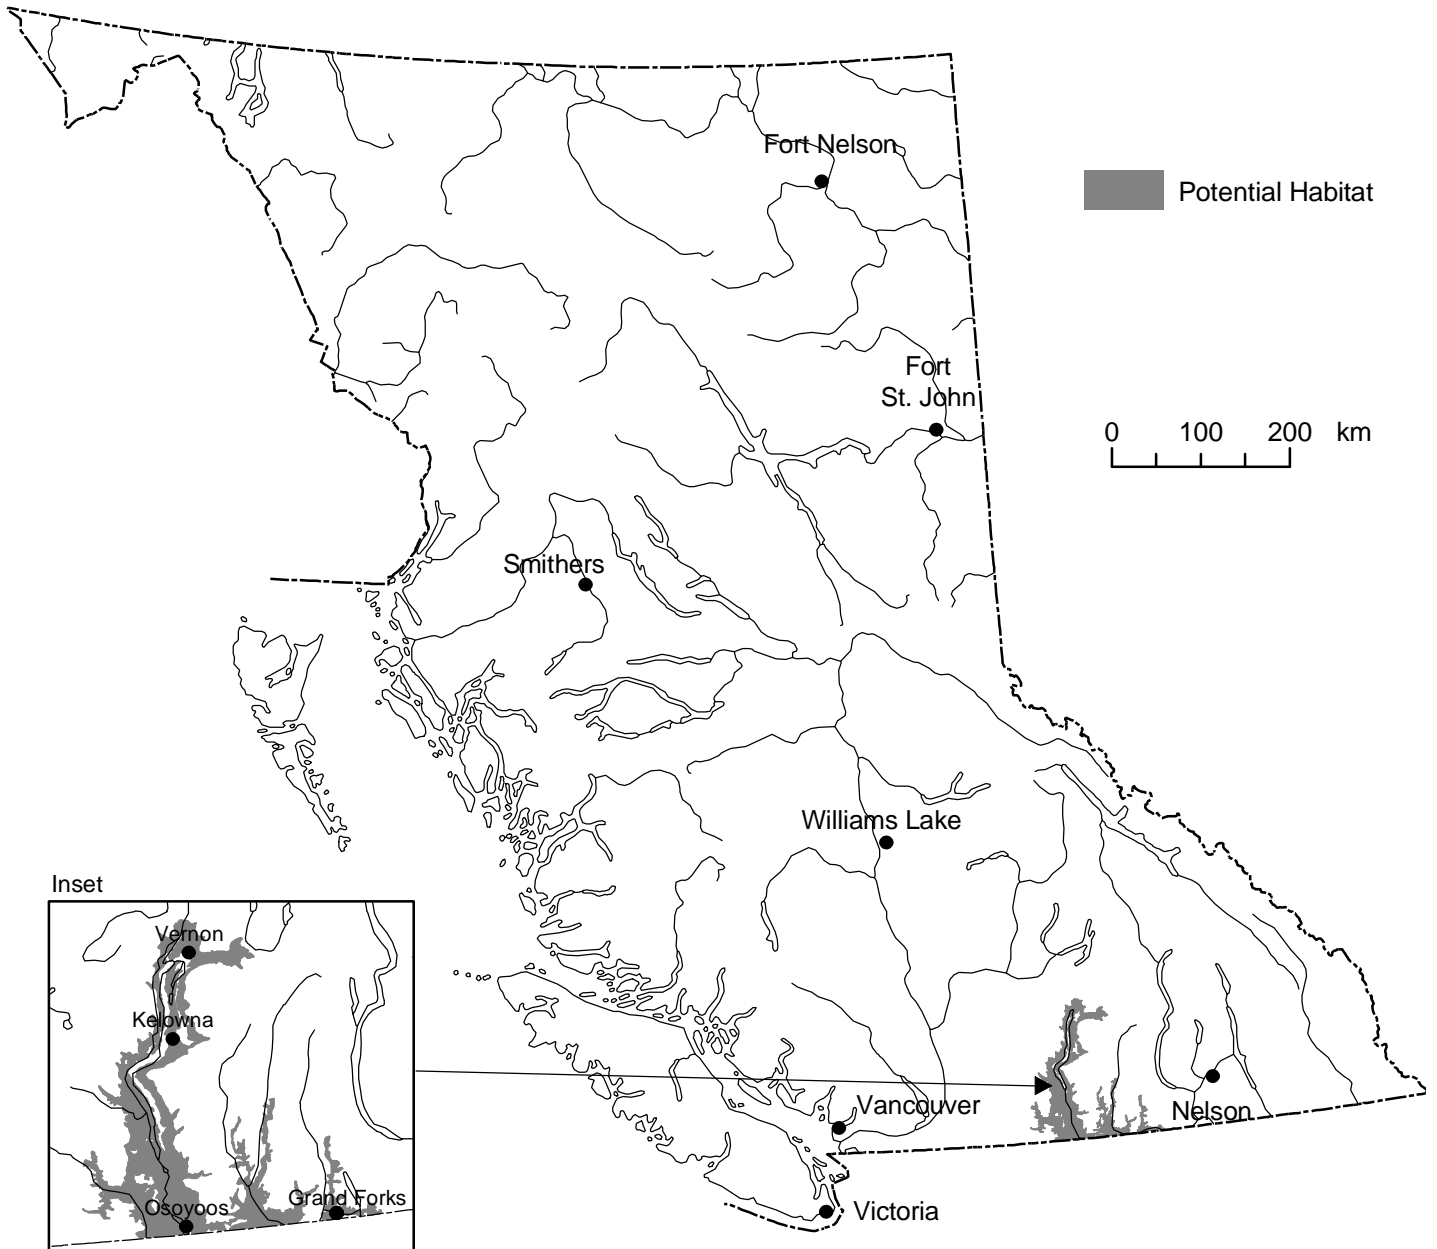 Fort Nelson
Potential Habitat
Fort
St. John
0 100 200 km
Smithers
Williams Lake
Inset
Vernon
Kelowna
Vancouver
Nelson
Grand Forks
Osoyoos
Victoria